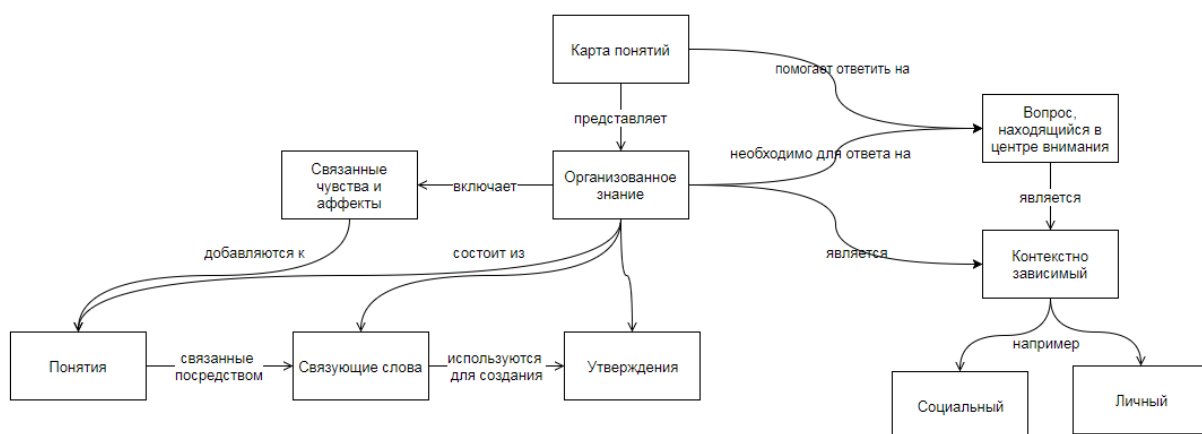 Карта понятий
помогает ответить на
Вопрос,
находящийся в
центре внимания
представляет
необходимо для ответа на
Связанные
чувства и
аффекты
включает
Организованное
знание
является
добавляются к
состоит из
является
Контекстно
зависимый
Понятия
связанные
посредством
Связующие слова
используются
для создания
Утверждения
например
Социальный
Личный